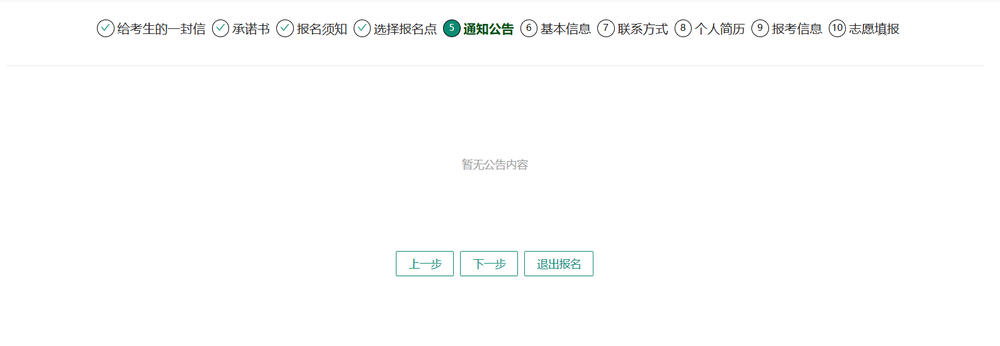 给考生的一封信 承诺书 报名须知 选择报名点 5 通知公告 6 基本信息 7 联系方式 8 个人简历 9 报考信息 10 志愿填报
暂无公告内容
上一步 下一步 退出报名